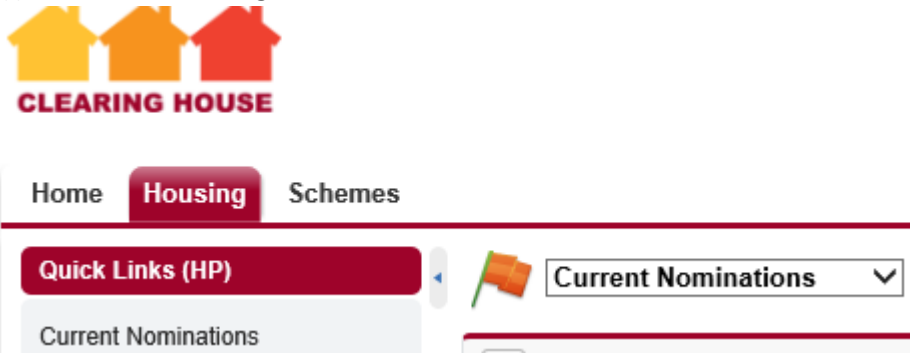 CLEARING HOUSE
Home Housing Schemes
Quick Links (HP)
Current Nominations
Current Nominations